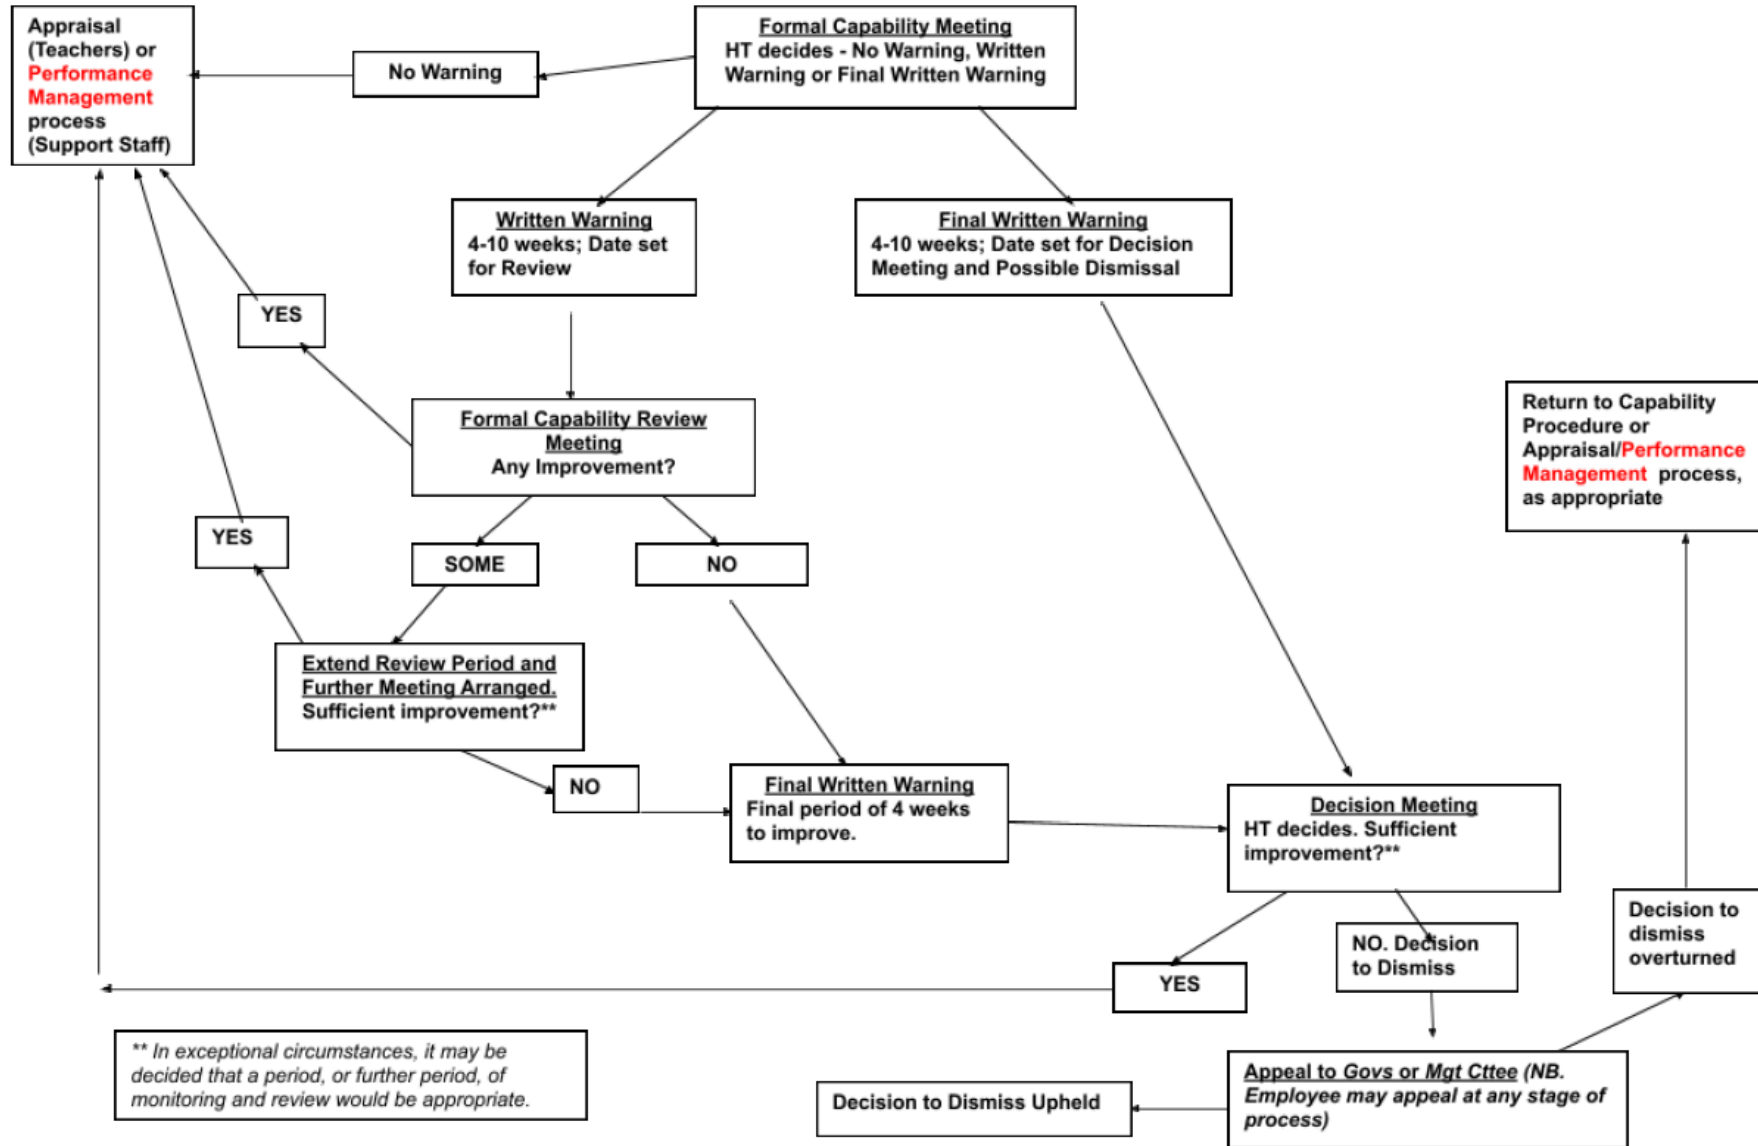 Appraisal
(Teachers) or
Performance
Management
process
(Support Staff)
No Warning
Formal Capability Meeting
HT decides - No Warning, Written
Warning or Final Written Warning
Written Warning
4-10 weeks; Date set
for Review
Final Written Warning
4-10 weeks; Date set for Decision
Meeting and Possible Dismissal
YES
Formal Capability Review
Meeting
Any Improvement?
Return to Capability
Procedure or
Appraisal/Performance
Management process,
as appropriate
YES
SOME
NO
Extend Review Period and
Further Meeting Arranged.
Sufficient improvement?**
NO
Final Written Warning
Final period of 4 weeks
to improve.
Decision Meeting
HT decides. Sufficient
improvement?**
YES
NO. Decision
to Dismiss
Decision to
dismiss
overturned
** In exceptional circumstances, it may be
decided that a period, or further period, of
monitoring and review would be appropriate.
Decision to Dismiss Upheld
Appeal to Govs or Mgt Cttee (NB.
Employee may appeal at any stage of
process)